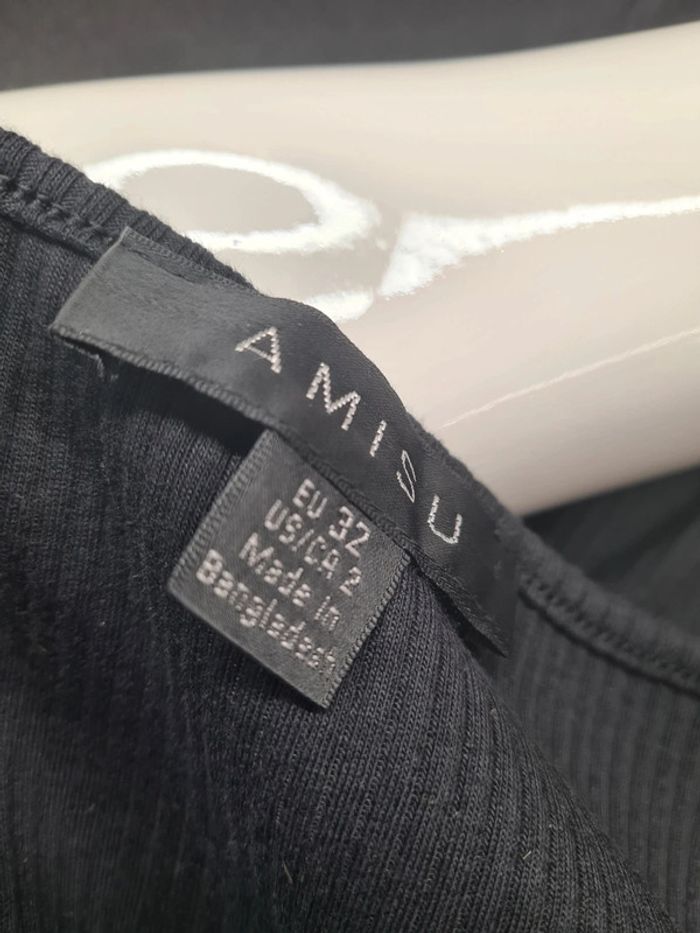 AMISU
EU 32
US/CA 2
Made in
Bangladesh